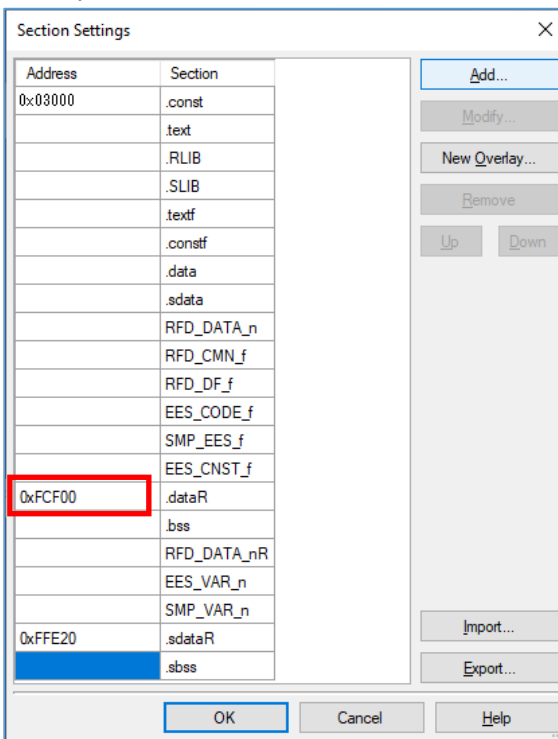 Section Settings
Address Section
0x03000 .const
.text
.RLIB
.SLIB
.textf
.constf
.data
.sdata
RFD_DATA_n
RFD_CMN_f
RFD_DF_f
EES_CODE_f
SMP_EES_f
EES_CNST_f
0xFCF00 .dataR
.bss
RFD_DATA_nR
EES_VAR_n
SMP_VAR_n
0xFFE20 .sdataR
.sbss
Add...
Modify...
New Overlay...
Remove
Up Down
Import...
Export...
OK Cancel Help